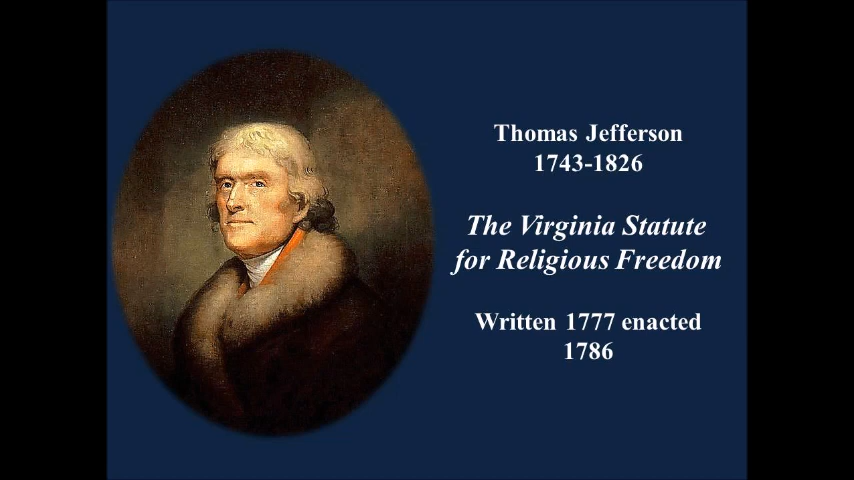 Thomas Jefferson
1743-1826
The Virginia Statute
for Religious Freedom
Written 1777 enacted
1786